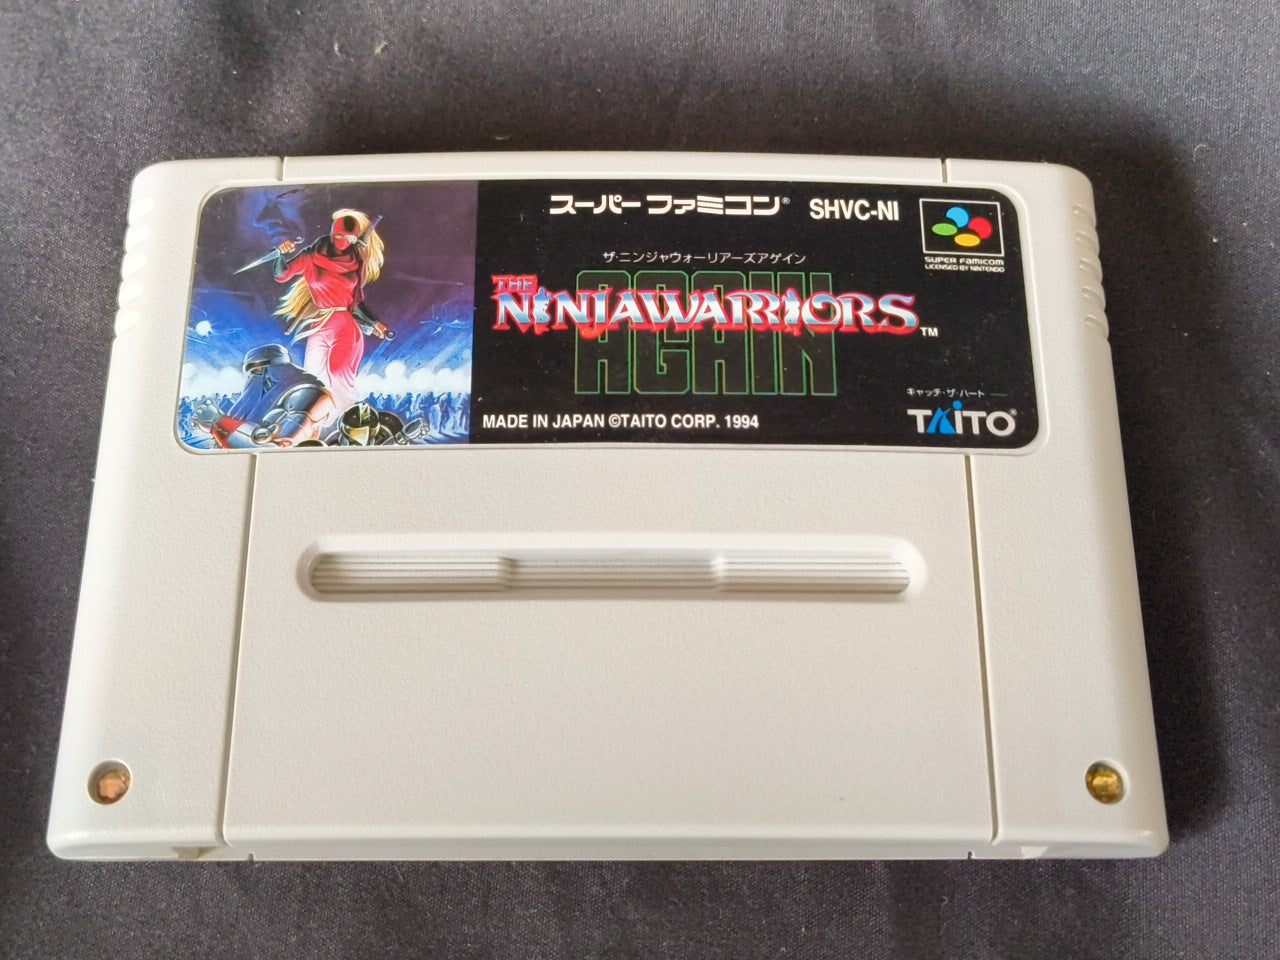 スーパーファミコン® SHVC-NI
ザ・ニンジャウォーリアーズアゲイン
THE
NINJAWARRIORS™
AGAIN
AGAIN
SUPER FAMICOM
LICENSED BY NINTENDO
キャッチ・ザ・ハート
TAITO®
MADE IN JAPAN ©TAITO CORP. 1994